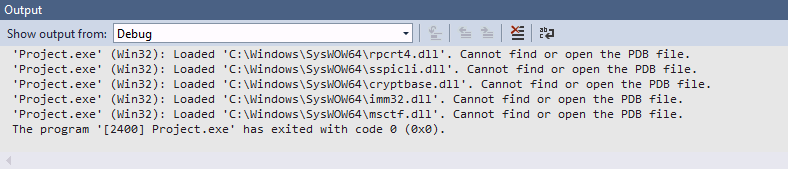 Output
Show output from: Debug
'Project.exe' (Win32): Loaded 'C:\Windows\SysWOW64\rpcrt4.dll'. Cannot find or open the PDB file.
'Project.exe' (Win32): Loaded 'C:\Windows\SysWOW64\sspicli.dll'. Cannot find or open the PDB file.
'Project.exe' (Win32): Loaded 'C:\Windows\SysWOW64\cryptbase.dll'. Cannot find or open the PDB file.
'Project.exe' (Win32): Loaded 'C:\Windows\SysWOW64\imm32.dll'. Cannot find or open the PDB file.
'Project.exe' (Win32): Loaded 'C:\Windows\SysWOW64\msctf.dll'. Cannot find or open the PDB file.
The program '[2400] Project.exe' has exited with code 0 (0x0).